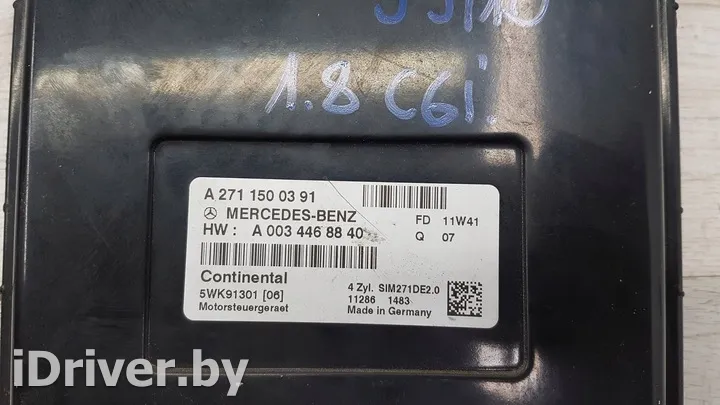 1.8 CGi
A 271 150 03 91
MERCEDES-BENZ
FD 11W41
HW : A 003 446 88 40
Q 07
Continental
5WK91301 [06]
4 Zyl. SIM271DE2.0
11286 1483
Motorsteuergeraet
Made in Germany
iDriver.by